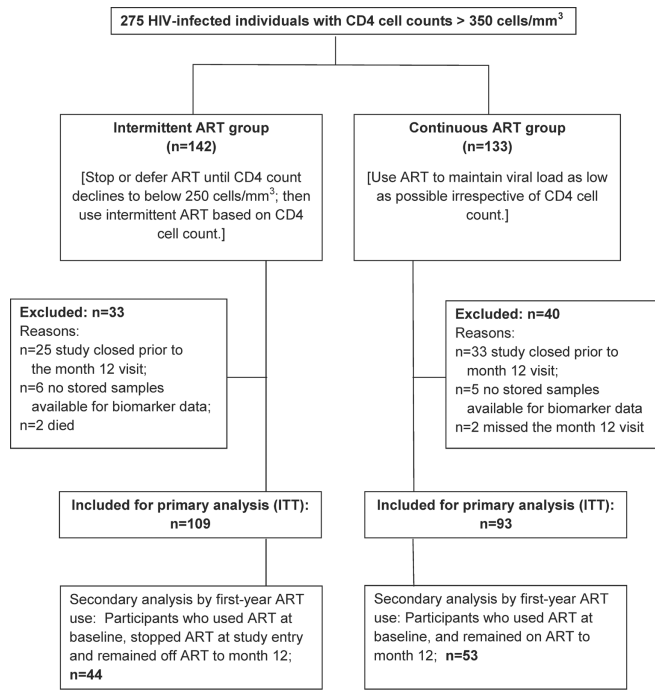 275 HIV-infected individuals with CD4 cell counts > 350 cells/mm³
Intermittent ART group
(n=142)
[Stop or defer ART until CD4 count
declines to below 250 cells/mm³; then
use intermittent ART based on CD4
cell count.]
Continuous ART group
(n=133)
[Use ART to maintain viral load as low
as possible irrespective of CD4 cell
count.]
Excluded: n=33
Reasons:
n=25 study closed prior to
the month 12 visit;
n=6 no stored samples
available for biomarker data;
n=2 died
Excluded: n=40
Reasons:
n=33 study closed prior to
month 12 visit;
n=5 no stored samples
available for biomarker data
n=2 missed the month 12 visit
Included for primary analysis (ITT):
n=109
Included for primary analysis (ITT):
n=93
Secondary analysis by first-year ART
use: Participants who used ART at
baseline, stopped ART at study entry
and remained off ART to month 12;
n=44
Secondary analysis by first-year ART
use: Participants who used ART at
baseline, and remained on ART to
month 12; n=53